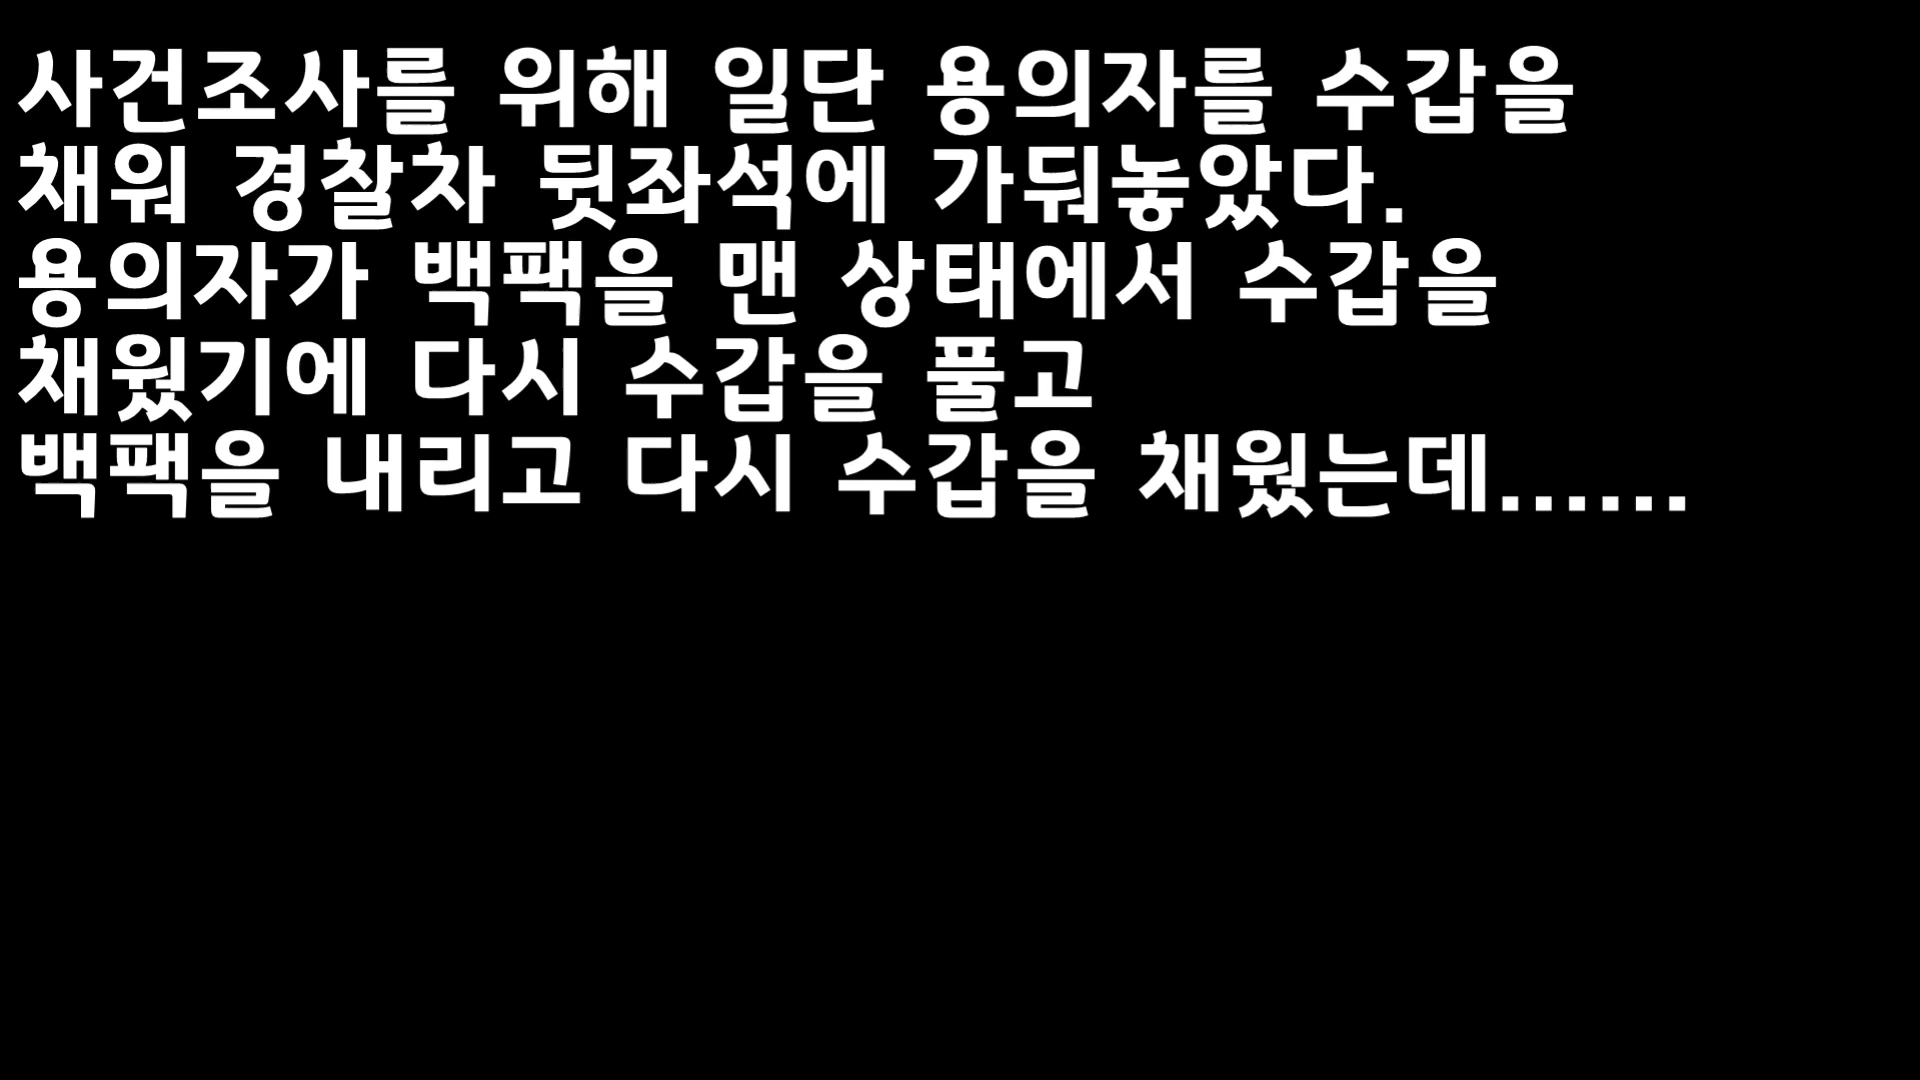 사건조사를 위해 일단 용의자를 수갑을
채워 경찰차 뒷좌석에 가둬놓았다.
용의자가 백팩을 맨 상태에서 수갑을
채웠기에 다시 수갑을 풀고
백팩을 내리고 다시 수갑을 채웠는데......